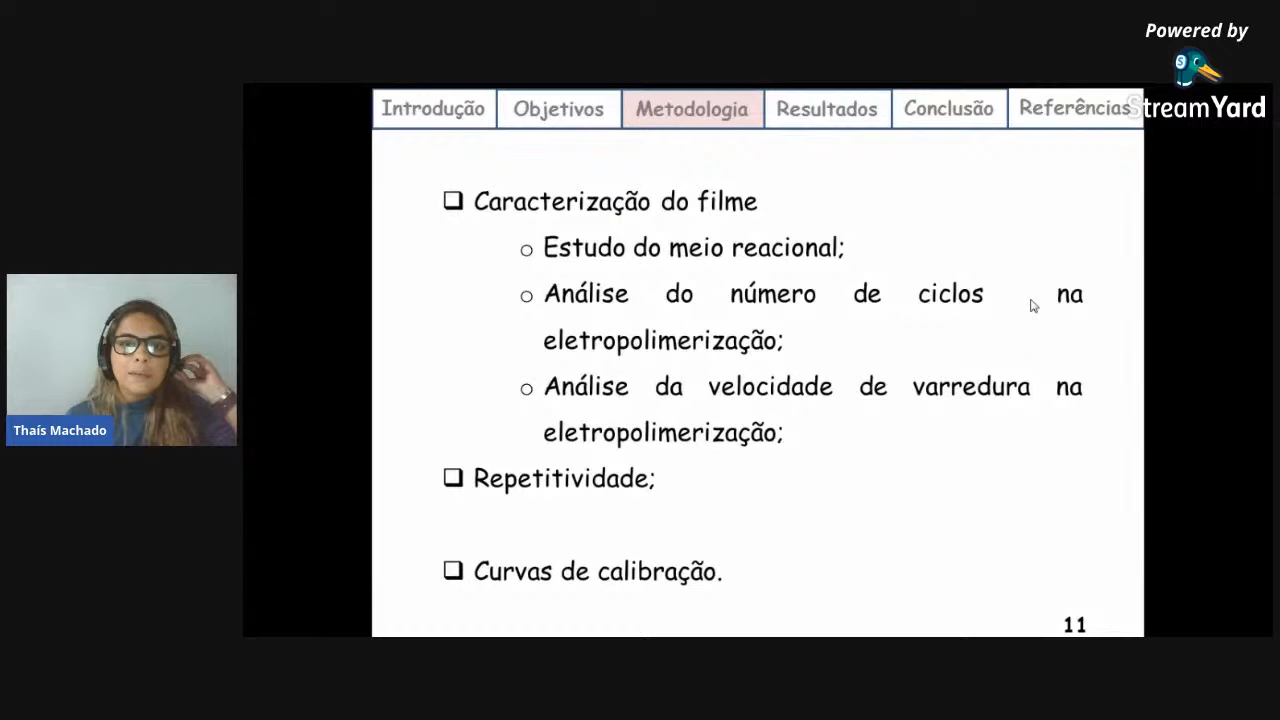 Powered by
StreamYard
Introdução Objetivos Metodologia Resultados Conclusão Referências
Caracterização do filme
Estudo do meio reacional;
Análise do número de ciclos na
eletropolimerização;
Análise da velocidade de varredura na
eletropolimerização;
Repetitividade;
Curvas de calibração.
11
Thaís Machado